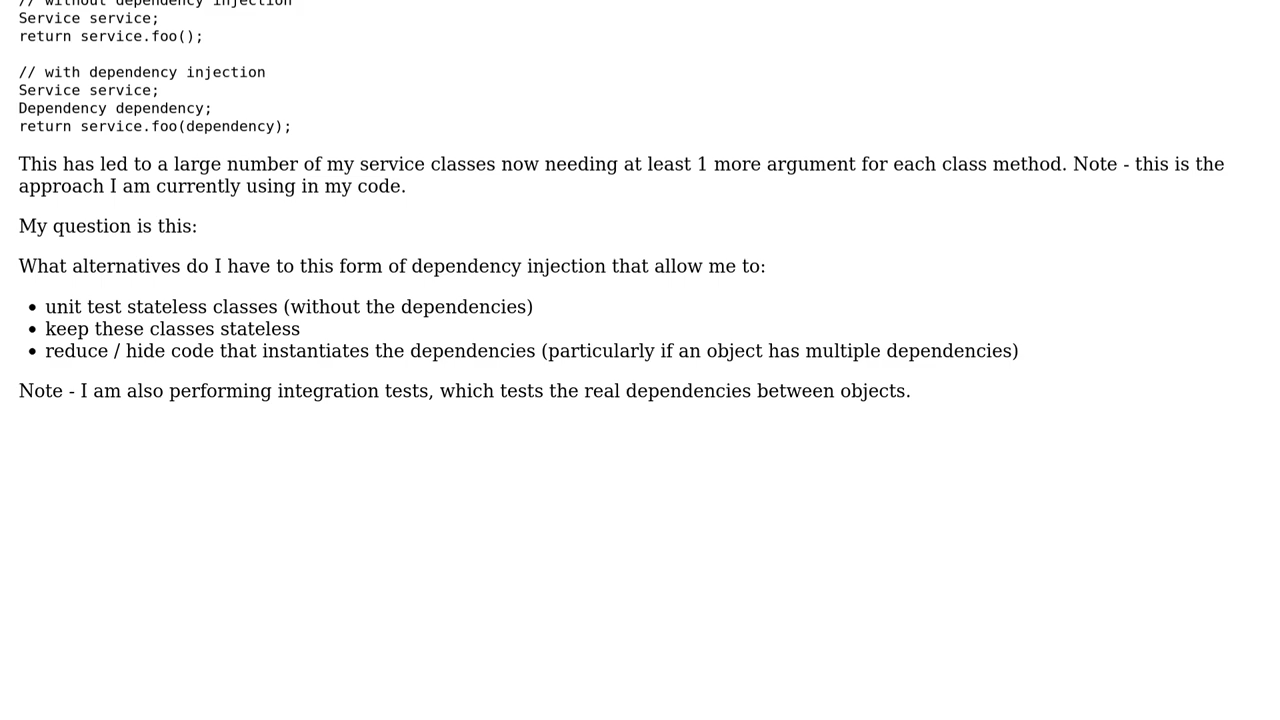 // without dependency injection
Service service;
return service.foo();
// with dependency injection
Service service;
Dependency dependency;
return service.foo(dependency);
This has led to a large number of my service classes now needing at least 1 more argument for each class method. Note - this is the
approach I am currently using in my code.
My question is this:
What alternatives do I have to this form of dependency injection that allow me to:
• unit test stateless classes (without the dependencies)
• keep these classes stateless
• reduce / hide code that instantiates the dependencies (particularly if an object has multiple dependencies)
Note - I am also performing integration tests, which tests the real dependencies between objects.